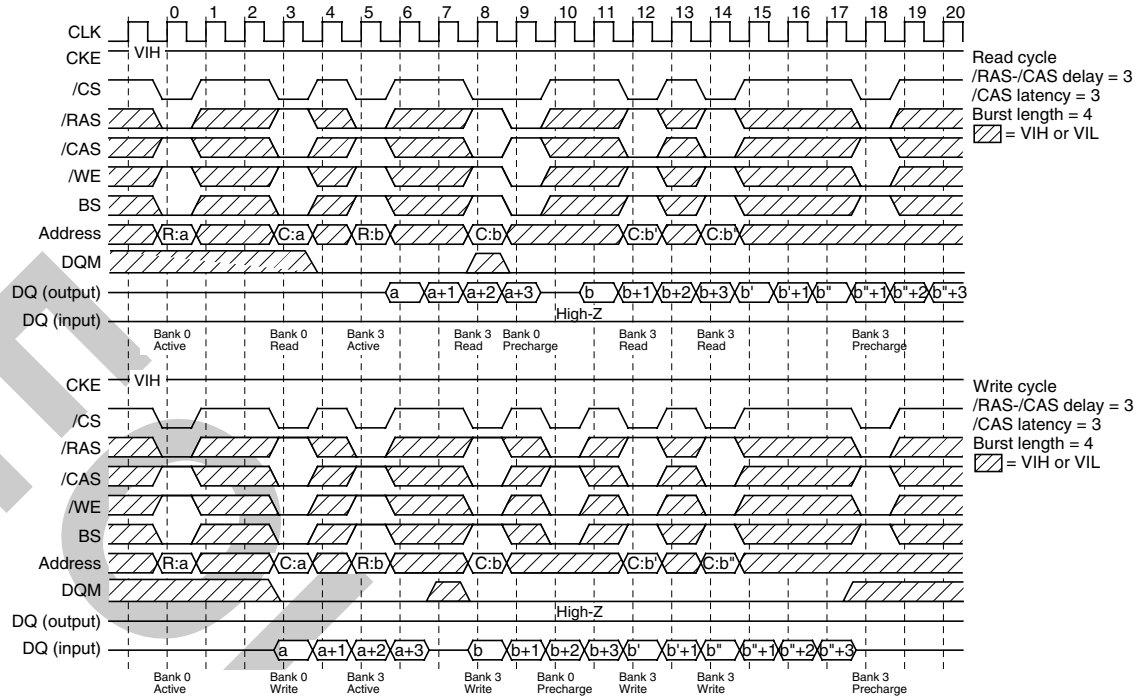 0 1 2 3 4 5 6 7 8 9 10 11 12 13 14 15 16 17 18 19 20
CLK
CKE VIH
/CS
/RAS
/CAS
/WE
BS
Address R:a C:a R:b C:b C:b' C:b"
DQM
DQ (output) a a+1 a+2 a+3 b b+1 b+2 b+3 b' b'+1 b" b"+1 b"+2 b"+3
DQ (input) High-Z
Bank 0 Active
Bank 0 Read
Bank 3 Active
Bank 3 Read
Bank 0 Precharge
Bank 3 Read
Bank 3 Read
Bank 3 Precharge
Read cycle
/RAS-/CAS delay = 3
/CAS latency = 3
Burst length = 4
= VIH or VIL
CKE VIH
/CS
/RAS
/CAS
/WE
BS
Address R:a C:a R:b C:b C:b' C:b"
DQM
DQ (output) High-Z
DQ (input) a a+1 a+2 a+3 b b+1 b+2 b+3 b' b'+1 b" b"+1 b"+2 b"+3
Bank 0 Active
Bank 0 Write
Bank 3 Active
Bank 3 Write
Bank 0 Precharge
Bank 3 Write
Bank 3 Write
Bank 3 Precharge
Write cycle
/RAS-/CAS delay = 3
/CAS latency = 3
Burst length = 4
= VIH or VIL